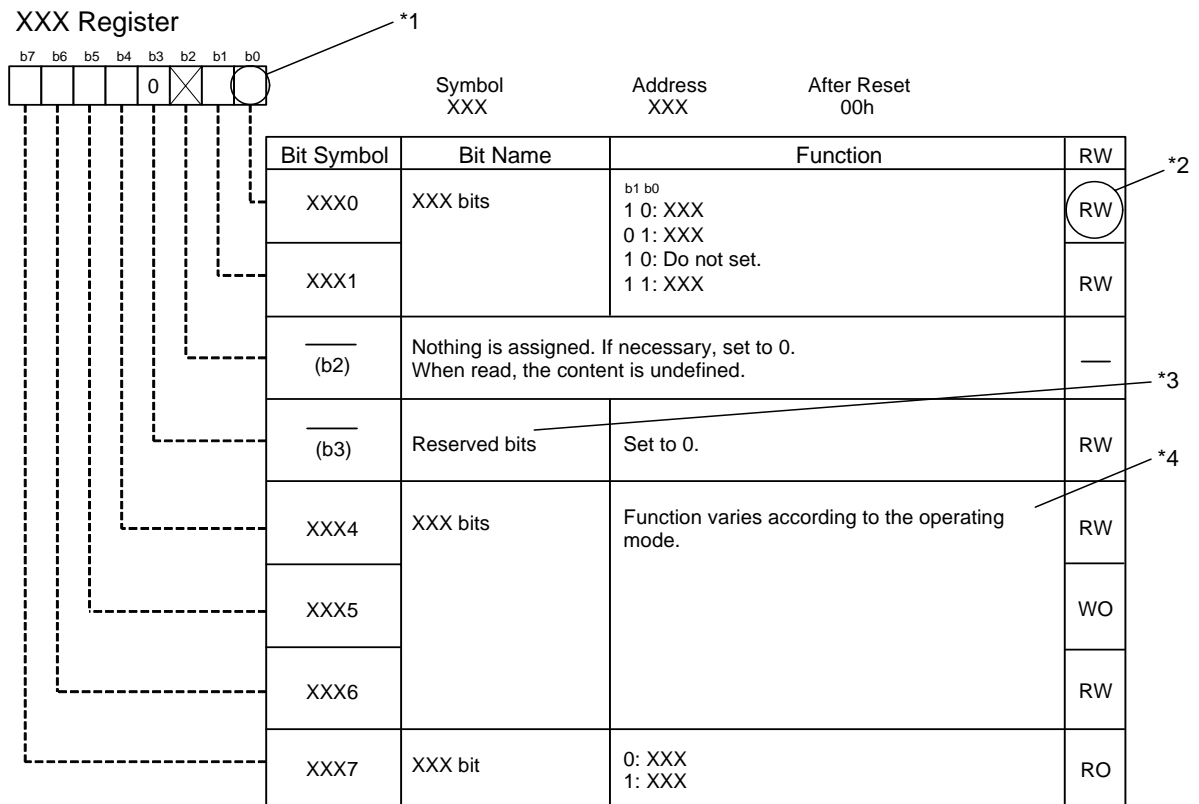 XXX Register
*1
b7 b6 b5 b4 b3 b2 b1 b0
0
Symbol Address After Reset
XXX XXX 00h
Bit Symbol Bit Name Function RW
*2
XXX0 XXX bits b1 b0
1 0: XXX
0 1: XXX
1 0: Do not set.
1 1: XXX
RW
XXX1 RW
(b2) Nothing is assigned. If necessary, set to 0.
When read, the content is undefined.
—
*3
(b3) Reserved bits Set to 0. RW
*4
XXX4 XXX bits Function varies according to the operating
mode.
RW
XXX5 WO
XXX6 RW
XXX7 XXX bit 0: XXX
1: XXX
RO